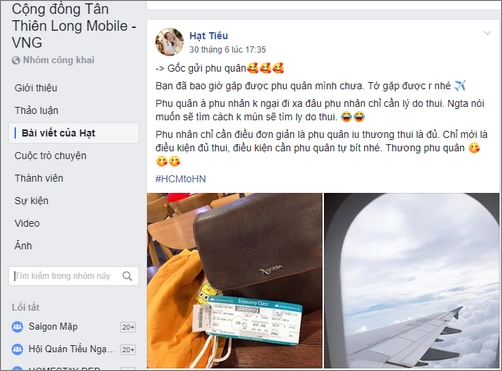 Cộng đồng Tân
Thiên Long Mobile -
VNG
Nhóm công khai
Giới thiệu
Thảo luận
Bài viết của Hạt
Cuộc trò chuyện
Thành viên
Sự kiện
Video
Ảnh
Tìm kiếm trong nhóm này
Lối tắt
Saigon Mập 20+
Hội Quán Tiểu Nga... 20+
Hạt Tiêu
30 tháng 6 lúc 17:35
-> Gốc gửi phu quân🥰🥰🥰
Bạn đã bao giờ gặp được phu quân mình chưa. Tớ gặp được r nhé ✈️
Phu quân à phu nhân k ngại đi xa đâu phu nhân chỉ cần lý do thui. Ngta nói
muốn sẽ tìm cách k mún sẽ tìm ly do thui. 😂😂
Phu nhân chỉ cần điều đơn giản là phu quân iu thương thui là đủ. Chỉ mới là
điều kiện đủ thui, điều kiện cần phu quân tự bít nhé. Thương phu quân 😘
😘😘
#HCMtoHN
Economy Class